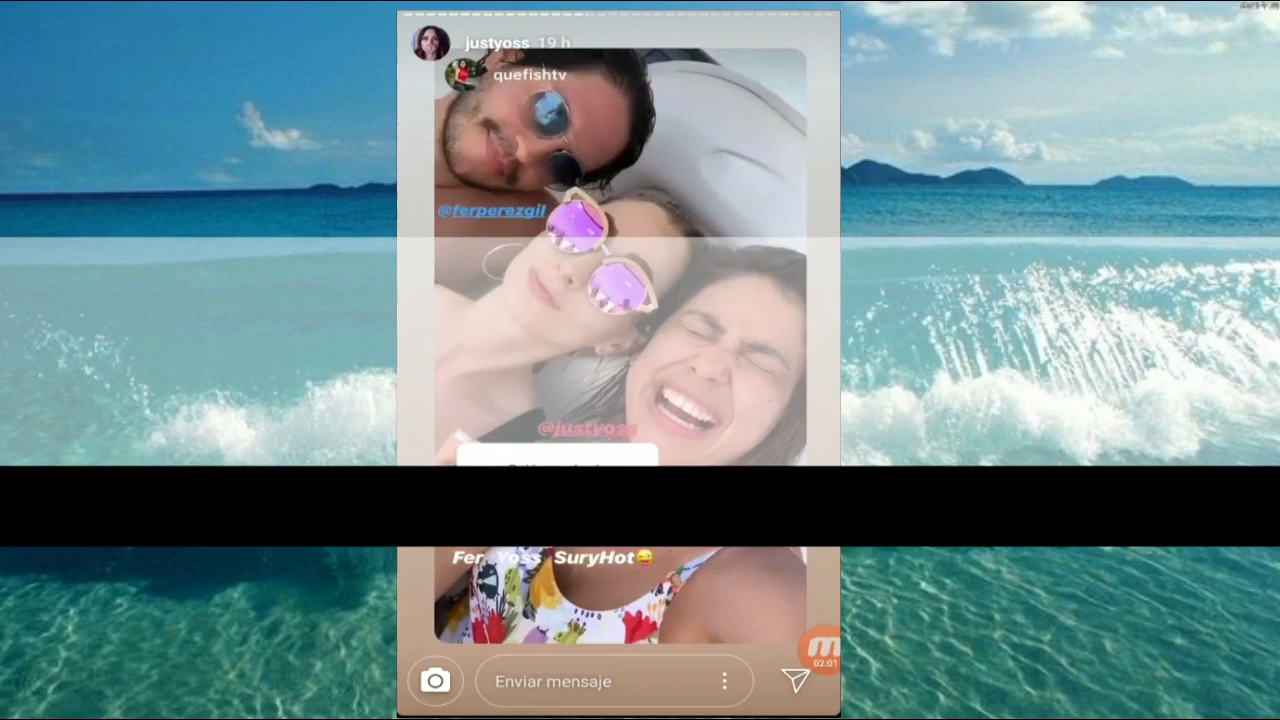 justyoss 19 h
quefishtv
@ferperezgil
@justyoss
Fer Yoss SuryHot😜
02:01
Enviar mensaje